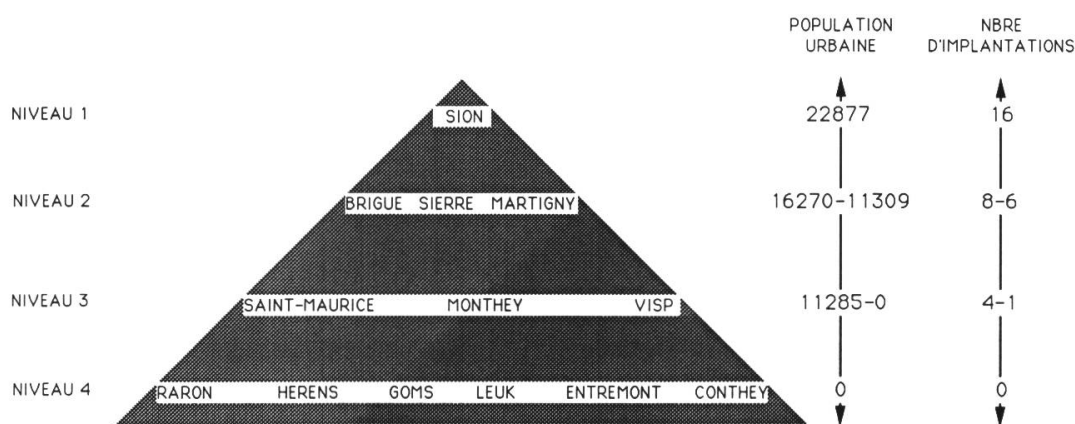 POPULATION URBAINE
NBRE D'IMPLANTATIONS
NIVEAU 1 SION 22877 16
NIVEAU 2 BRIGUE SIERRE MARTIGNY 16270-11309 8-6
NIVEAU 3 SAINT-MAURICE MONTHEY VISP 11285-0 4-1
NIVEAU 4 RARON HERENS GOMS LEUK ENTREMONT CONTHEY 0 0